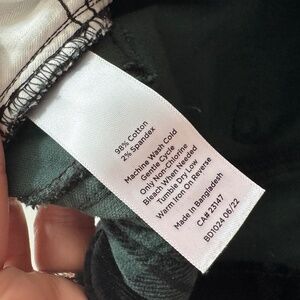 98% Cotton
2% Spandex
Machine Wash Cold
Gentle Cycle
Only Non-Chlorine
Bleach When Needed
Tumble Dry Low
Warm Iron on Reverse
Made in Bangladesh
CA# 23147
BD1024 06/22